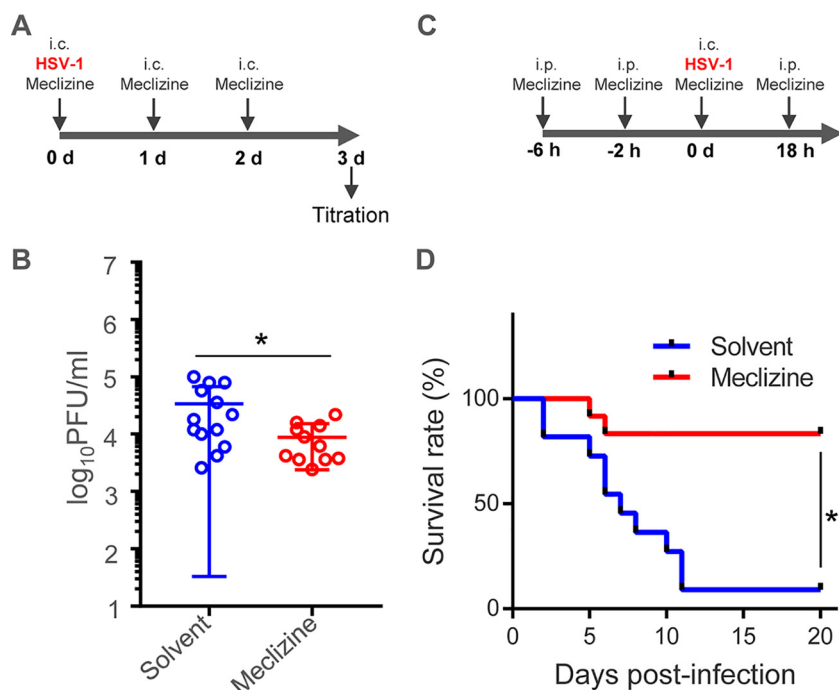 A
i.c. i.c. i.c.
HSV-1
Meclizine Meclizine Meclizine
0 d 1 d 2 d 3 d
Titration
C
i.c.
i.p. i.p. HSV-1 i.p.
Meclizine Meclizine Meclizine Meclizine
-6 h -2 h 0 d 18 h
B
7
6
5
4
3
2
1
log₁₀PFU/ml
*
Solvent
Meclizine
D
Solvent
Meclizine
100
50
0
Survival rate (%)
*
0 5 10 15 20
Days post-infection